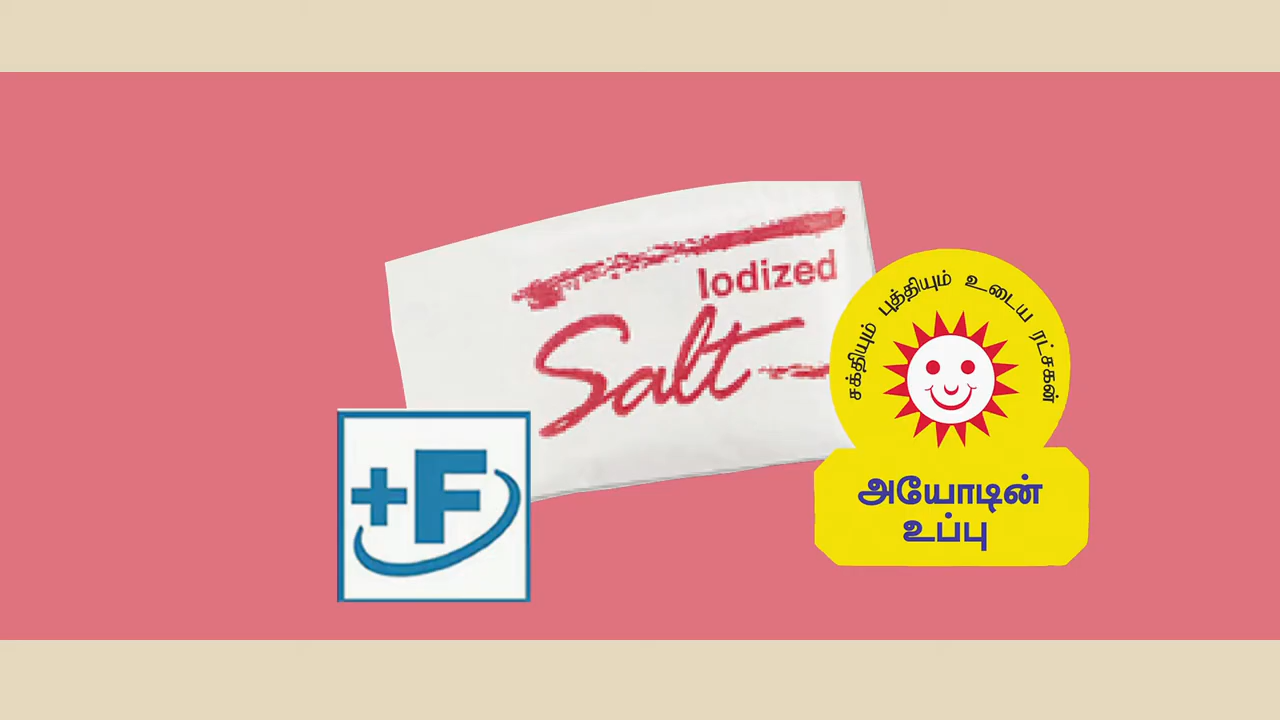 Iodized
Salt
சக்தியும் புத்தியும் உடைய ரட்சகன்
அயோடின்
உப்பு
+F